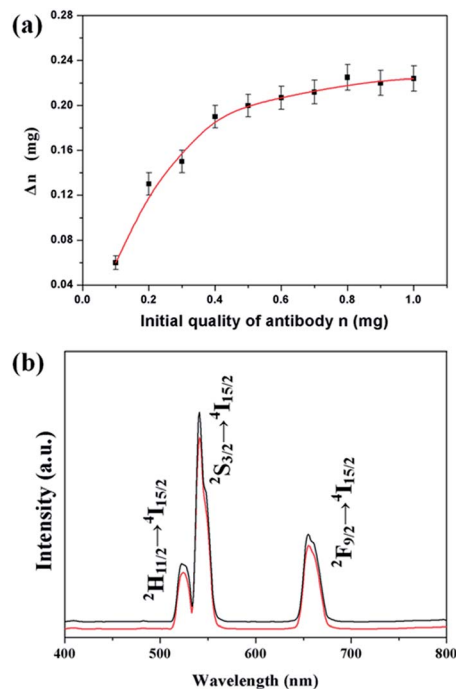 (a)
0.28
0.24
0.20
0.16
0.12
0.08
0.04
Δn (mg)
0.0 0.2 0.4 0.6 0.8 1.0
Initial quality of antibody n (mg)
(b)
Intensity (a.u.)
²H₁₁/₂→⁴I₁₅/₂
²S₃/₂→⁴I₁₅/₂
²F₉/₂→⁴I₁₅/₂
400 500 600 700 800
Wavelength (nm)